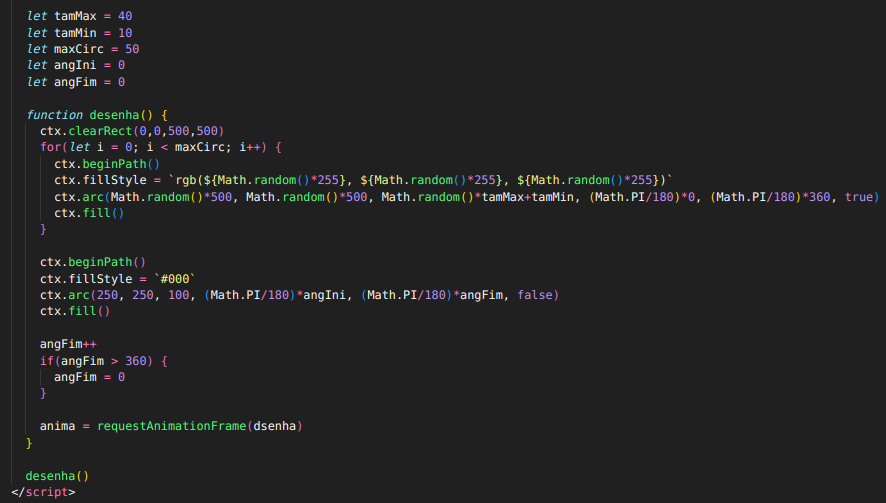 let tamMax = 40
let tamMin = 10
let maxCirc = 50
let angIni = 0
let angFim = 0
function desenha() {
ctx.clearRect(0,0,500,500)
for(let i = 0; i < maxCirc; i++) {
ctx.beginPath()
ctx.fillStyle = `rgb(${Math.random()*255}, ${Math.random()*255}, ${Math.random()*255})`
ctx.arc(Math.random()*500, Math.random()*500, Math.random()*tamMax+tamMin, (Math.PI/180)*0, (Math.PI/180)*360, true)
ctx.fill()
}
ctx.beginPath()
ctx.fillStyle = `#000`
ctx.arc(250, 250, 100, (Math.PI/180)*angIni, (Math.PI/180)*angFim, false)
ctx.fill()
angFim++
if(angFim > 360) {
angFim = 0
}
anima = requestAnimationFrame(dsenha)
}
desenha()
</script>